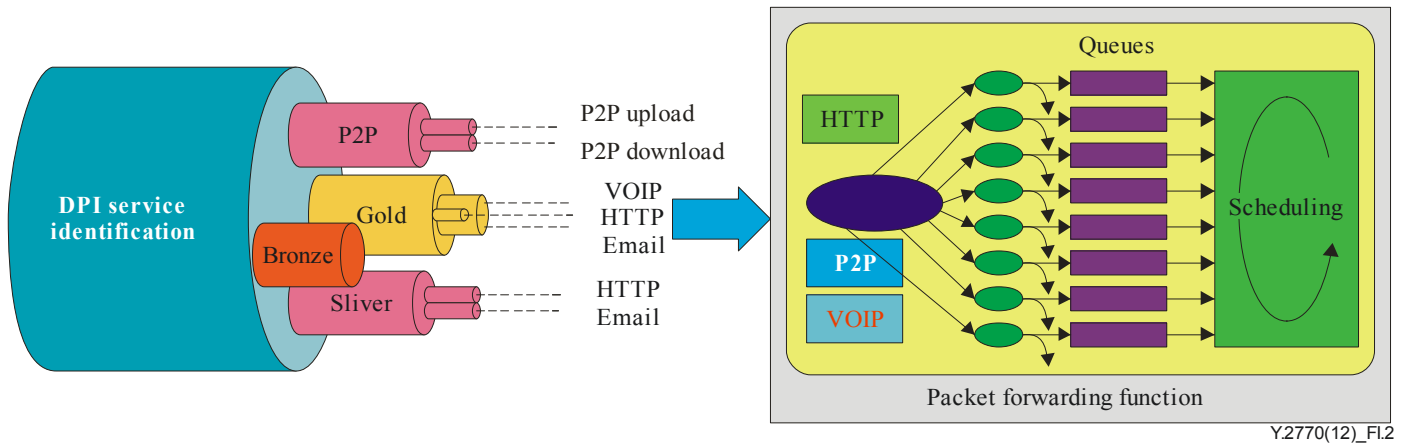 DPI service
identification
P2P
Gold
Bronze
Sliver
P2P upload
P2P download
VOIP
HTTP
Email
HTTP
Email
Queues
HTTP
P2P
VOIP
Scheduling
Packet forwarding function
Y.2770(12)_FI.2